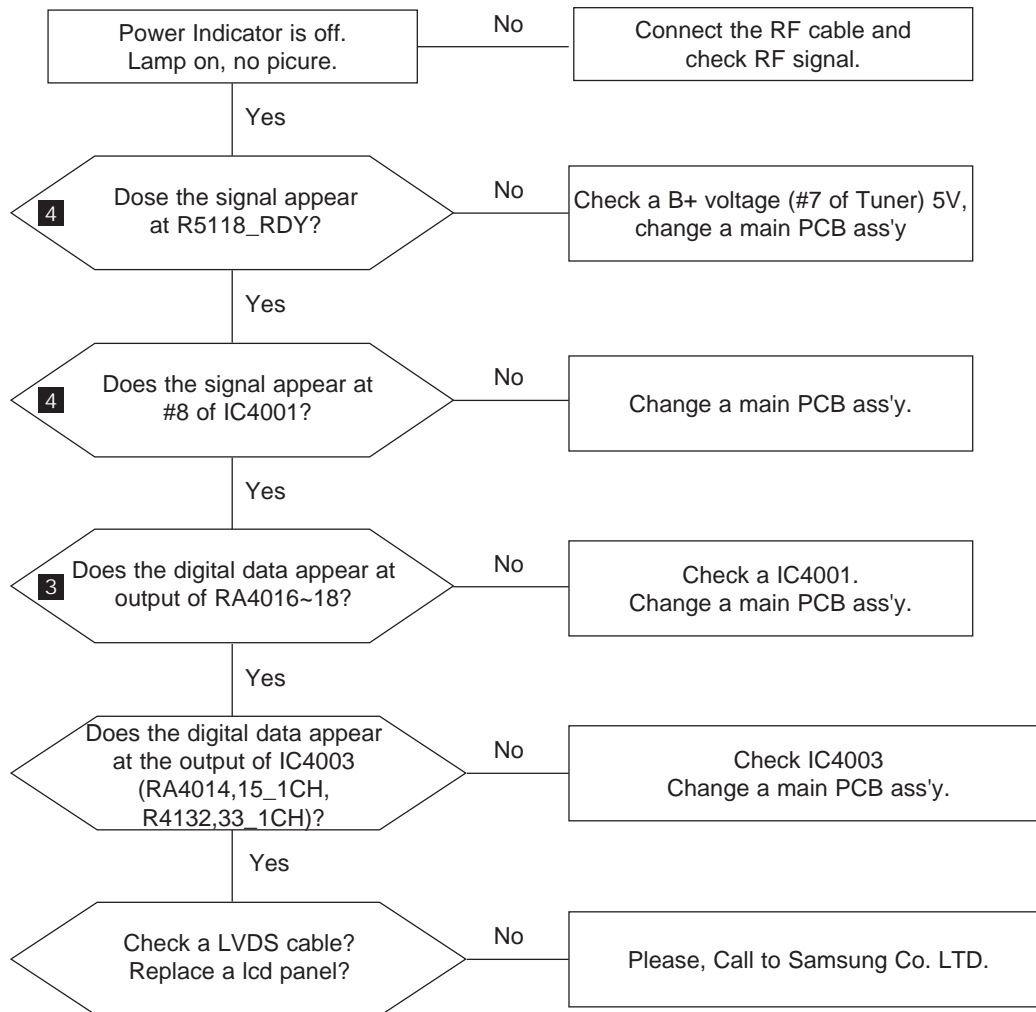 Power Indicator is off.
Lamp on, no picure.
No
Connect the RF cable and
check RF signal.
Yes
4
Dose the signal appear
at R5118_RDY?
No
Check a B+ voltage (#7 of Tuner) 5V,
change a main PCB ass'y
Yes
4
Does the signal appear at
#8 of IC4001?
No
Change a main PCB ass'y.
Yes
3
Does the digital data appear at
output of RA4016~18?
No
Check a IC4001.
Change a main PCB ass'y.
Yes
Does the digital data appear
at the output of IC4003
(RA4014,15_1CH,
R4132,33_1CH)?
No
Check IC4003
Change a main PCB ass'y.
Yes
Check a LVDS cable?
Replace a lcd panel?
No
Please, Call to Samsung Co. LTD.